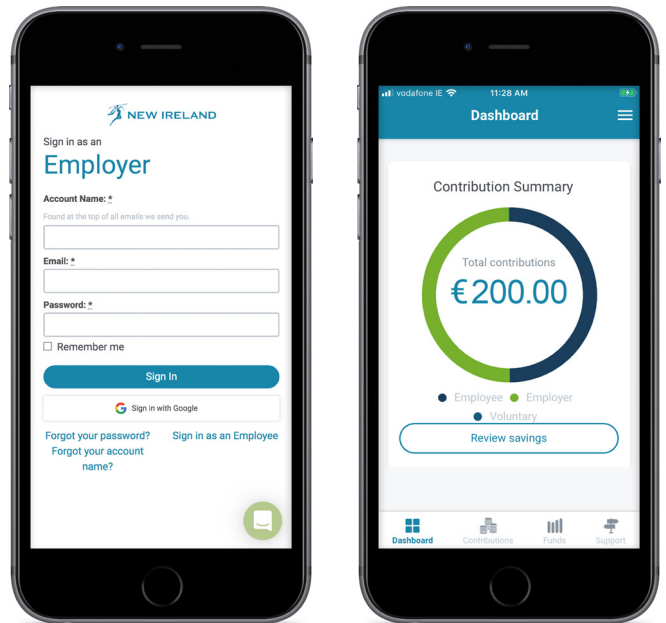 NEW IRELAND
Sign in as an
Employer
Account Name: *
Found at the top of all emails we send you.
Email: *
Password: *
Remember me
Sign In
Sign in with Google
Forgot your password?
Sign in as an Employee
Forgot your account
name?
vodafone IE
11:28 AM
Dashboard
Contribution Summary
Total contributions
€200.00
Employee
Employer
Voluntary
Review savings
Dashboard
Contributions
Funds
Support